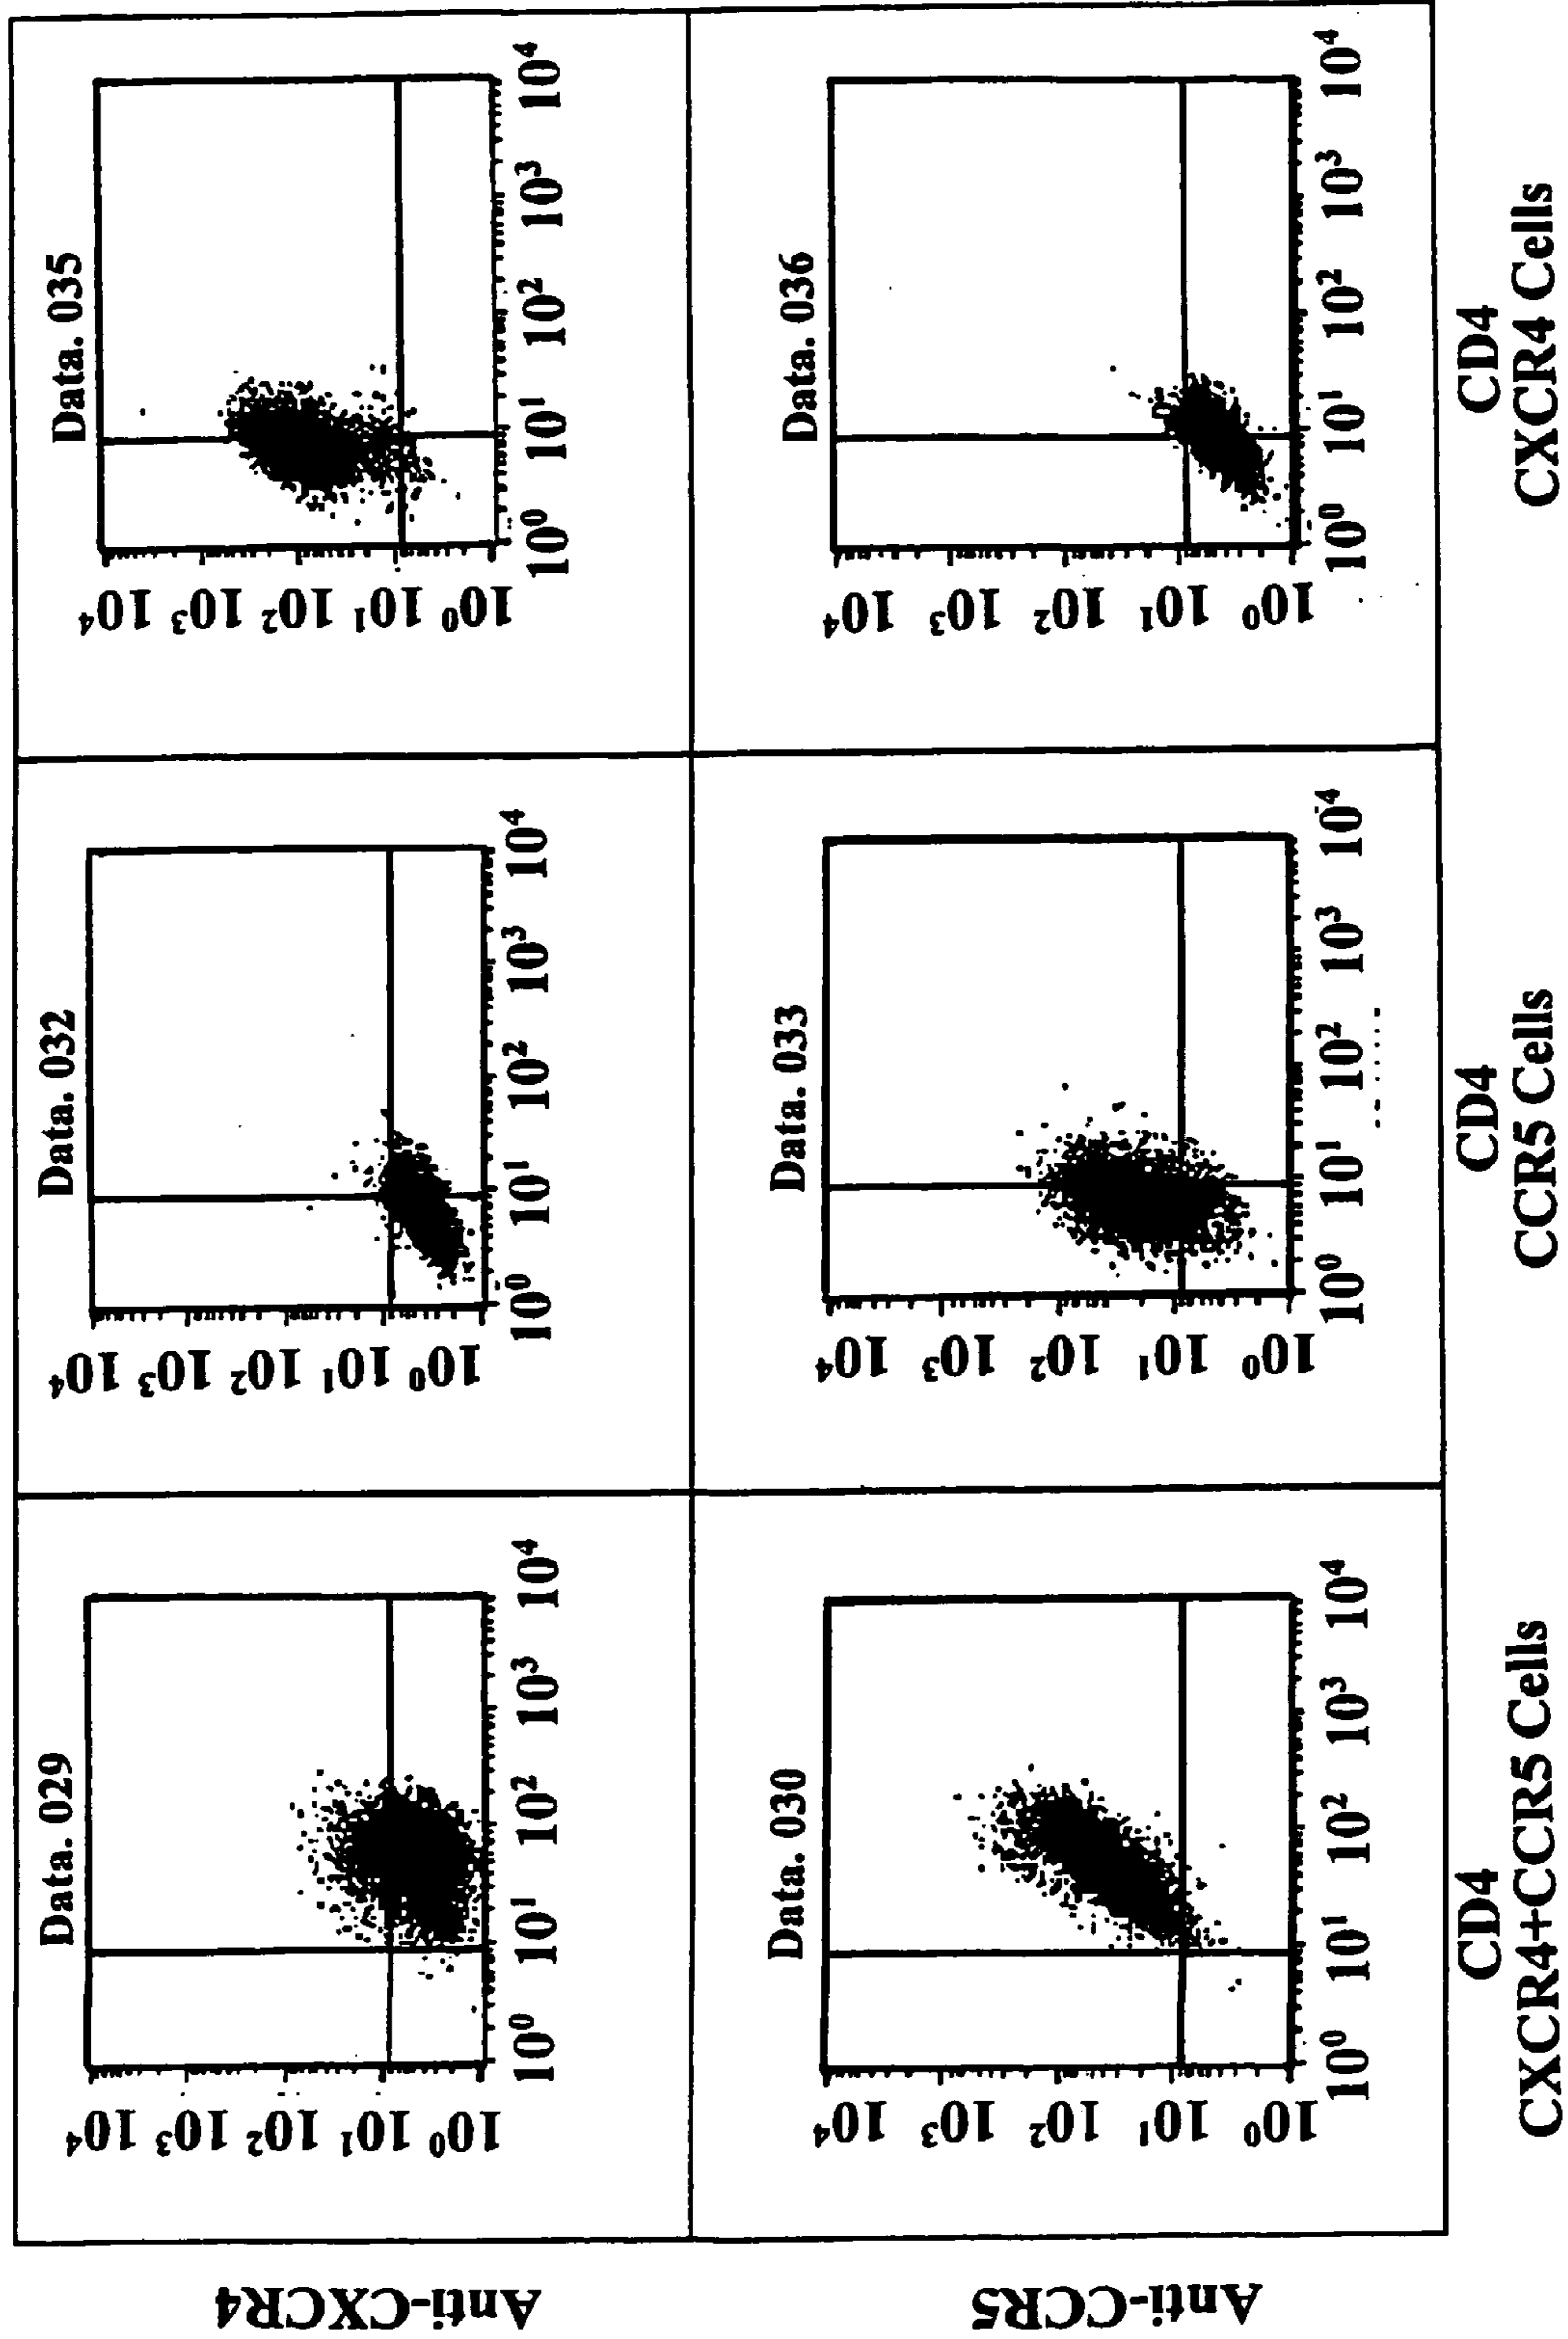 Anti-CXCR4
Data. 029
10⁰ 10¹ 10² 10³ 10⁴
10⁰ 10¹ 10² 10³ 10⁴
Data. 032
10⁰ 10¹ 10² 10³ 10⁴
10⁰ 10¹ 10² 10³ 10⁴
Data. 035
10⁰ 10¹ 10² 10³ 10⁴
10⁰ 10¹ 10² 10³ 10⁴
Anti-CCR5
Data. 030
10⁰ 10¹ 10² 10³ 10⁴
10⁰ 10¹ 10² 10³ 10⁴
Data. 033
10⁰ 10¹ 10² 10³ 10⁴
10⁰ 10¹ 10² 10³ 10⁴
Data. 036
10⁰ 10¹ 10² 10³ 10⁴
10⁰ 10¹ 10² 10³ 10⁴
CD4
CXCR4+CCR5 Cells
CD4
CCR5 Cells
CD4
CXCR4 Cells